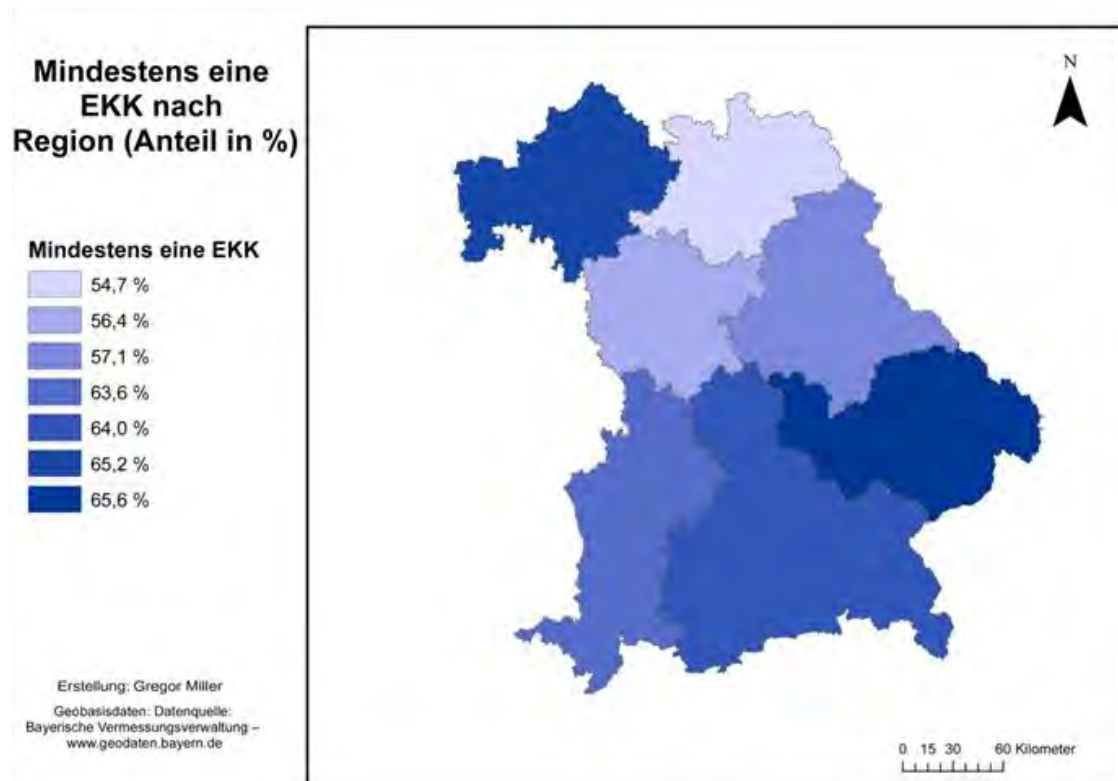 Mindestens eine
EKK nach
Region (Anteil in %)
Mindestens eine EKK
54,7 %
56,4 %
57,1 %
63,6 %
64,0 %
65,2 %
65,6 %
Erstellung: Gregor Miller
Geobasisdaten: Datenquelle:
Bayerische Vermessungsverwaltung –
www.geodaten.bayern.de
N
0 15 30 60 Kilometer